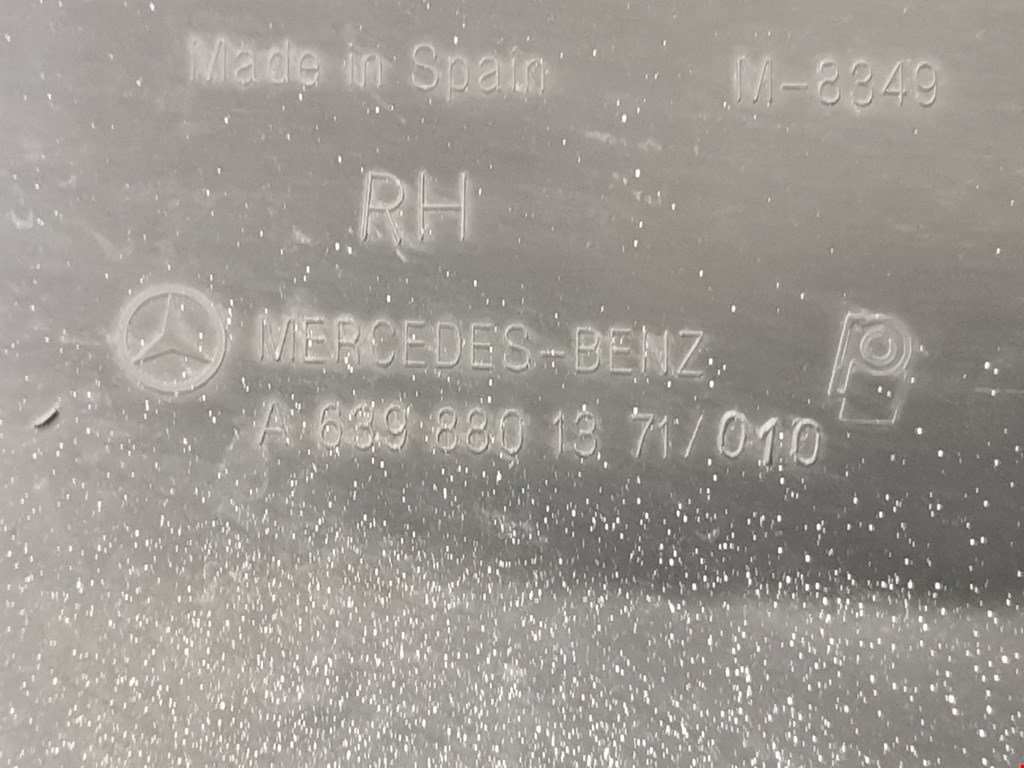 Made in Spain M-8349
RH
MERCEDES-BENZ
A 639 880 13 71/010